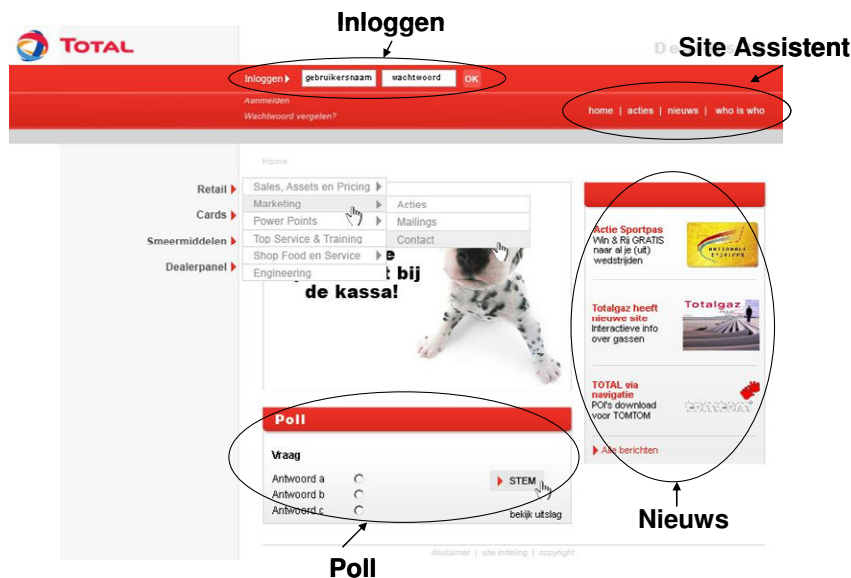 Inloggen
TOTAL
Site Assistent
Inloggen gebruikersnaam wachtwoord OK
Aanmelden
Wachtwoord vergeten?
home | acties | nieuws | who is who
Home
Retail
Cards
Smeermiddelen
Dealerpanel
Sales, Assets en Pricing
Marketing
Power Points
Top Service & Training
Shop Food en Service
Engineering
Acties
Mailings
Contact
bij
de kassa!
Actie Sportpas
Win & Rij GRATIS
naar al je (uit)
wedstrijden
NATIONALE
Totalgaz heeft
nieuwe site
Interactieve info
over gassen
Totalgaz
TOTAL via
navigatie
POI's download
voor TOMTOM
tomtom
Alle berichten
Poll
Vraag
Antwoord a
Antwoord b
Antwoord c
STEM
bekijk uitslag
Nieuws
disclaimer | site indeling | copyright
Poll